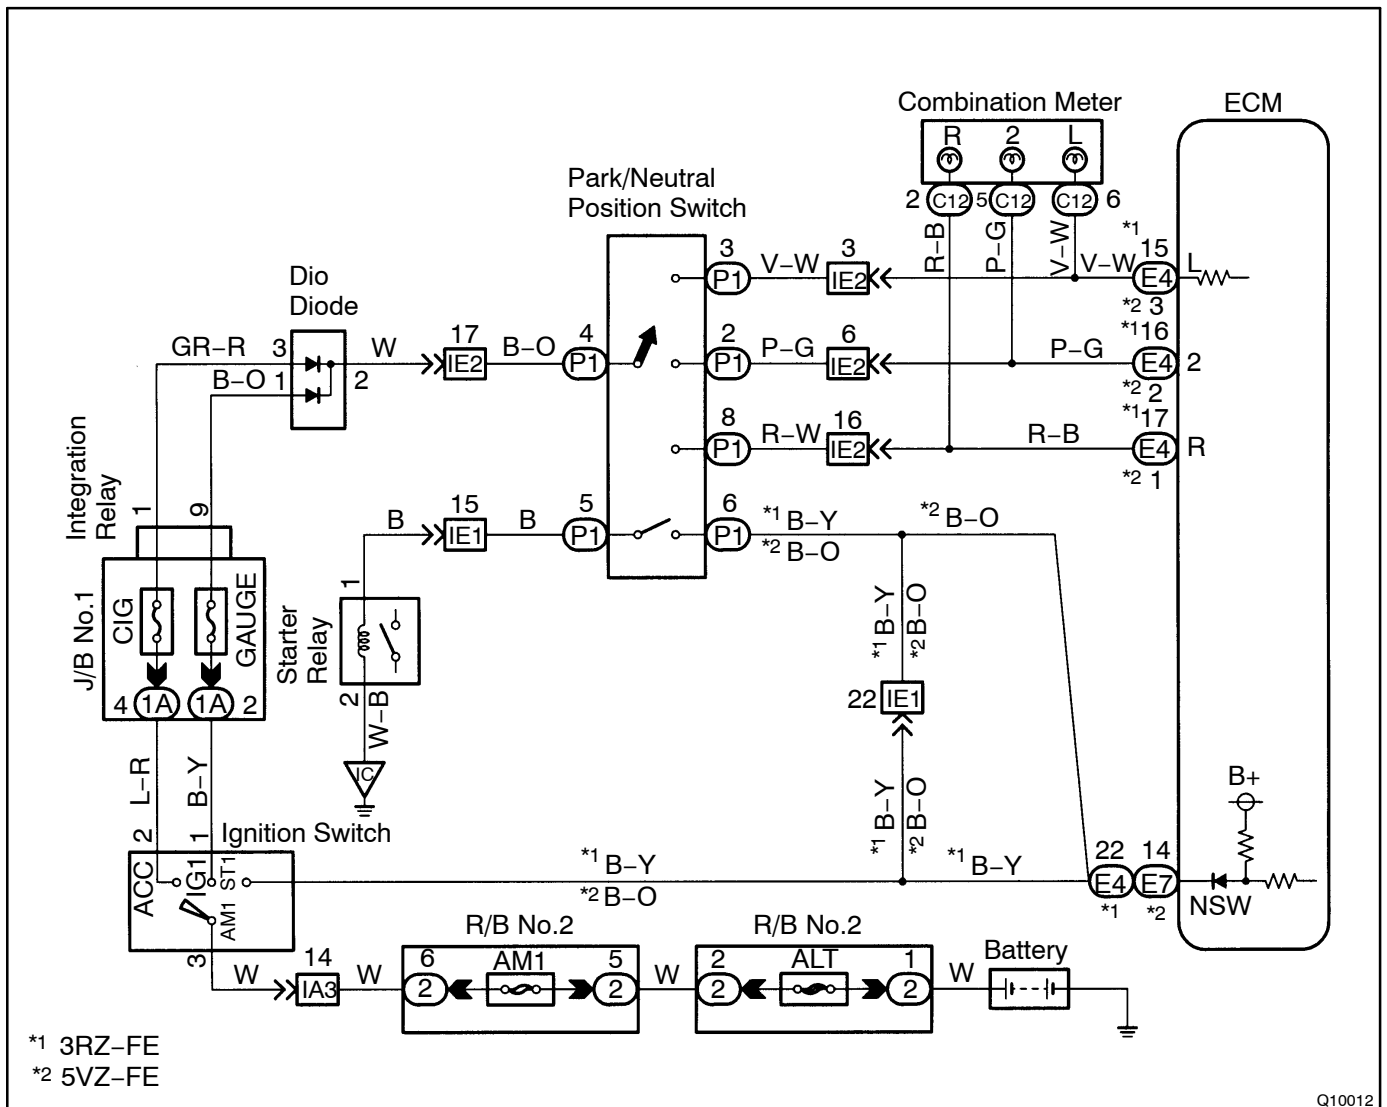 Combination Meter
ECM
R 2 L
Park/Neutral
Position Switch
2 C12 5 C12 C12 6
R–B P–G V–W
Dio
Diode
3 P1 V–W 3 IE2 V–W *1 15 E4 *2 3 L
GR–R 3 W 17 IE2 B–O 4 P1
B–O 1 2
2 P1 P–G 6 IE2 P–G *1 16 E4 *2 2 2
8 P1 R–W 16 IE2 R–B *1 17 E4 *2 1 R
Integration
Relay
1 9
B 15 IE1 B 5 P1
6 P1 *1 B–Y *2 B–O *2 B–O
J/B No.1
CIG GAUGE
4 1A 1A 2
Starter
Relay
1
2
W–B
IC
*1 B–Y *2 B–O
22 IE1
*1 B–Y *2 B–O
L–R B–Y
2 1
Ignition Switch
ACC IG1 ST1
AM1
3
*1 B–Y
*2 B–O
*1 B–Y
22 14
E4 E7
*1 *2
B+
NSW
R/B No.2
R/B No.2
Battery
W 14 IA3 W 6 2 AM1 5 2 W 2 2 ALT 1 2 W
*1 3RZ–FE
*2 5VZ–FE
Q10012